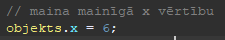 // maina mainīgā x vērtību
objekts.x = 6;